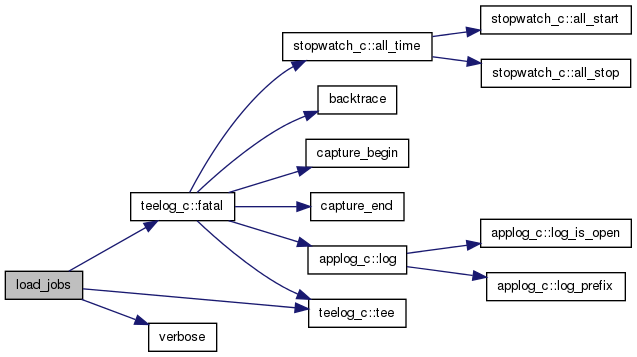 stopwatch_c::all_start
stopwatch_c::all_time
stopwatch_c::all_stop
backtrace
capture_begin
teelog_c::fatal
capture_end
applog_c::log_is_open
applog_c::log
load_jobs
applog_c::log_prefix
teelog_c::tee
verbose